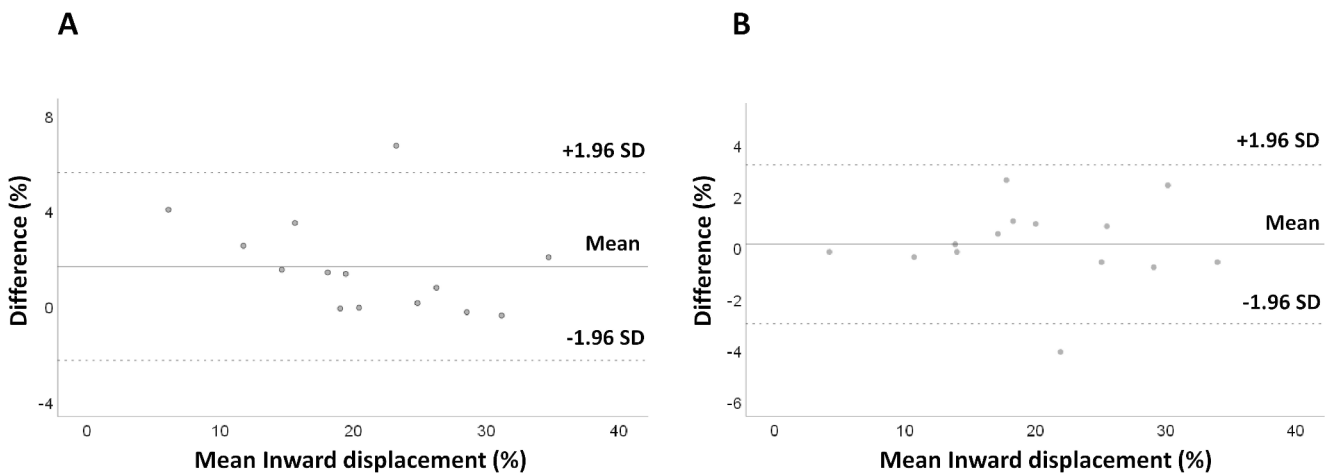 A
8
4
0
-4
Difference (%)
+1.96 SD
Mean
-1.96 SD
0 10 20 30 40
Mean Inward displacement (%)
B
4
2
0
-2
-4
-6
Difference (%)
+1.96 SD
Mean
-1.96 SD
0 10 20 30 40
Mean Inward displacement (%)